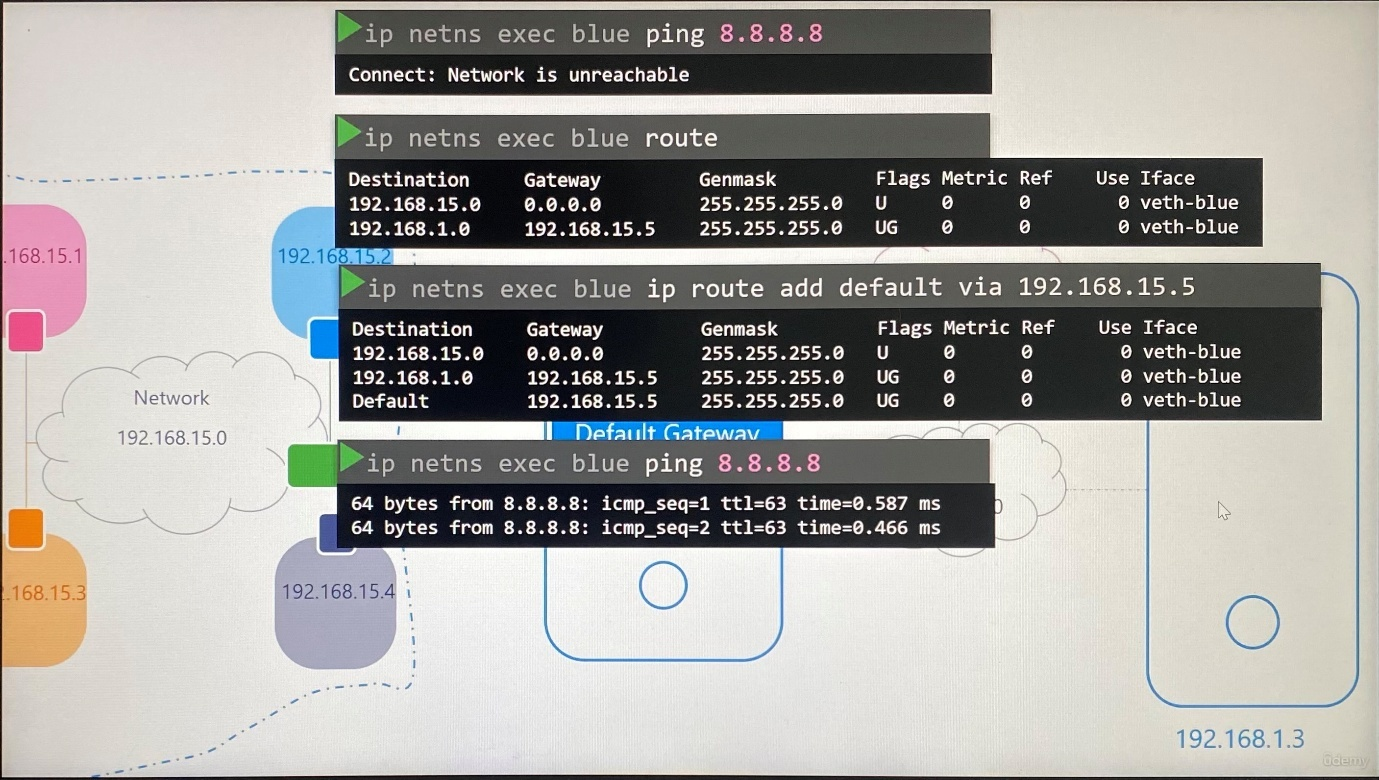 ip netns exec blue ping 8.8.8.8
Connect: Network is unreachable
ip netns exec blue route
Destination Gateway Genmask Flags Metric Ref Use Iface
192.168.15.0 0.0.0.0 255.255.255.0 U 0 0 0 veth-blue
192.168.1.0 192.168.15.5 255.255.255.0 UG 0 0 0 veth-blue
.168.15.1
192.168.15.2
ip netns exec blue ip route add default via 192.168.15.5
Destination Gateway Genmask Flags Metric Ref Use Iface
192.168.15.0 0.0.0.0 255.255.255.0 U 0 0 0 veth-blue
192.168.1.0 192.168.15.5 255.255.255.0 UG 0 0 0 veth-blue
Default 192.168.15.5 255.255.255.0 UG 0 0 0 veth-blue
Network
192.168.15.0
Default Gateway
ip netns exec blue ping 8.8.8.8
64 bytes from 8.8.8.8: icmp_seq=1 ttl=63 time=0.587 ms
64 bytes from 8.8.8.8: icmp_seq=2 ttl=63 time=0.466 ms
0
.168.15.3
192.168.15.4
192.168.1.3
ûdemy